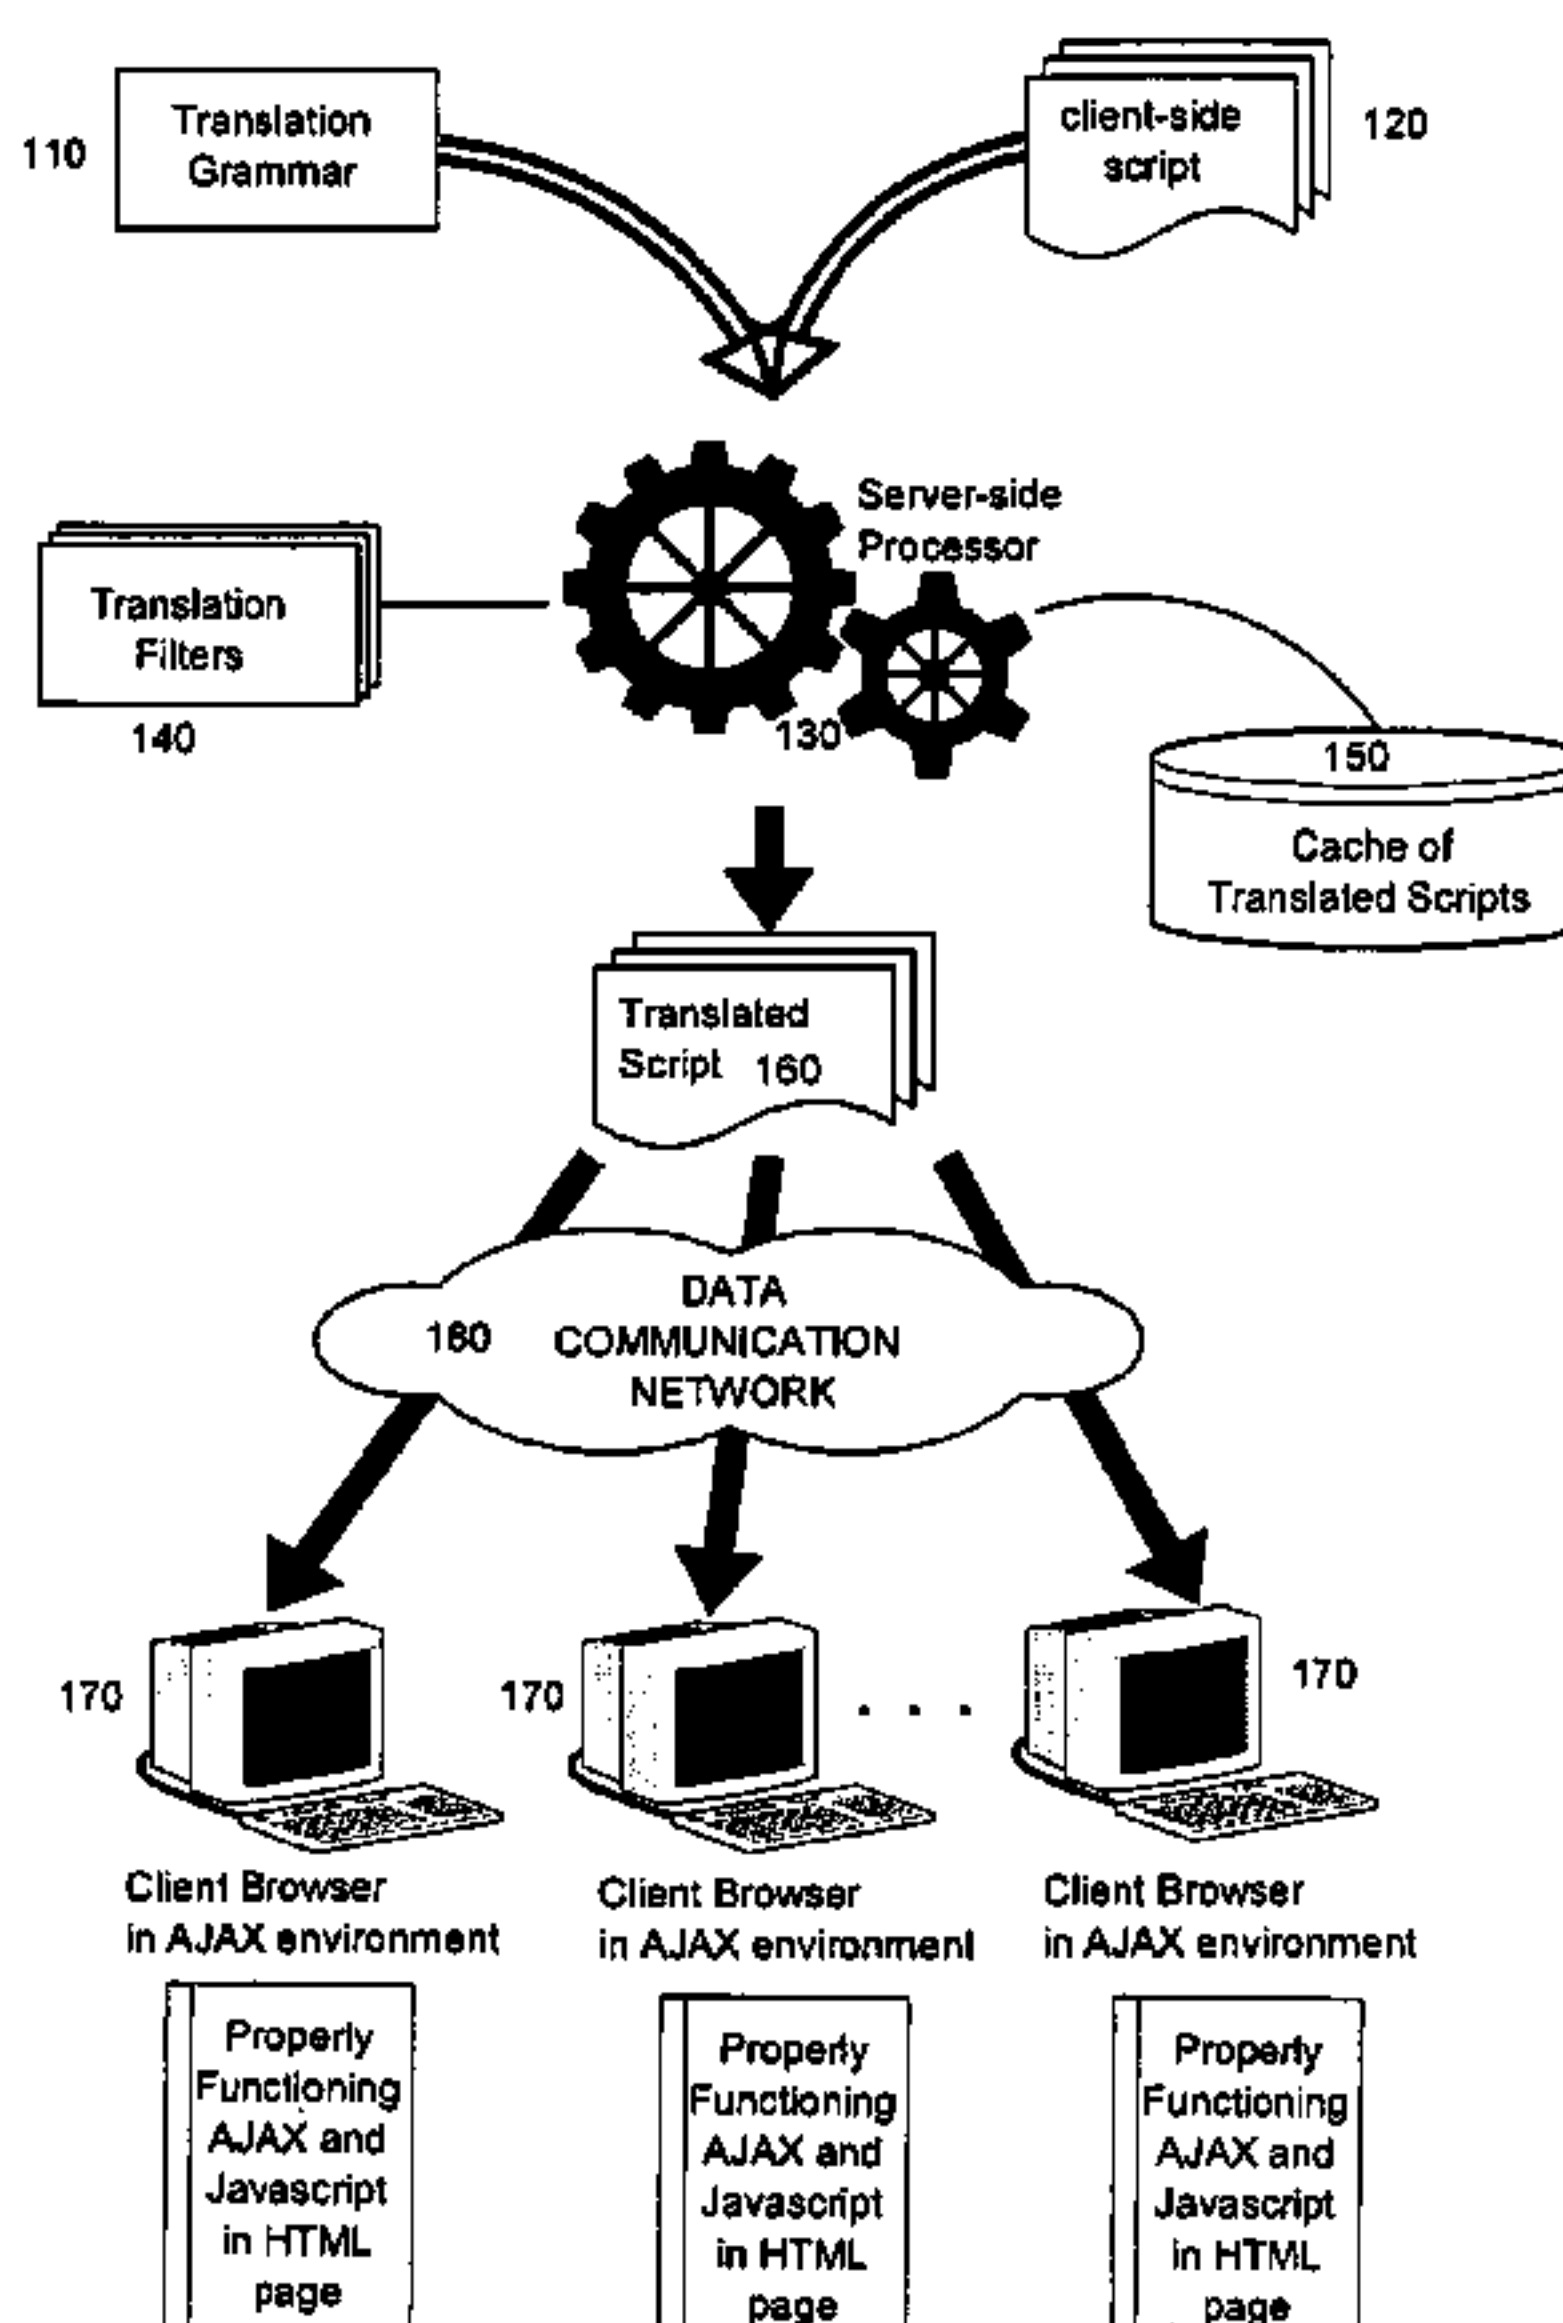 Translation
Grammar
110
client-side
script
120
Server-side
Processor
130
Translation
Filters
140
150
Cache of
Translated Scripts
Translated
Script 160
DATA
160 COMMUNICATION
NETWORK
170
170
. . .
170
Client Browser
in AJAX environment
Client Browser
in AJAX environment
Client Browser
in AJAX environment
Properly
Functioning
AJAX and
Javascript
in HTML
page
Properly
Functioning
AJAX and
Javascript
in HTML
page
Properly
Functioning
AJAX and
Javascript
in HTML
page